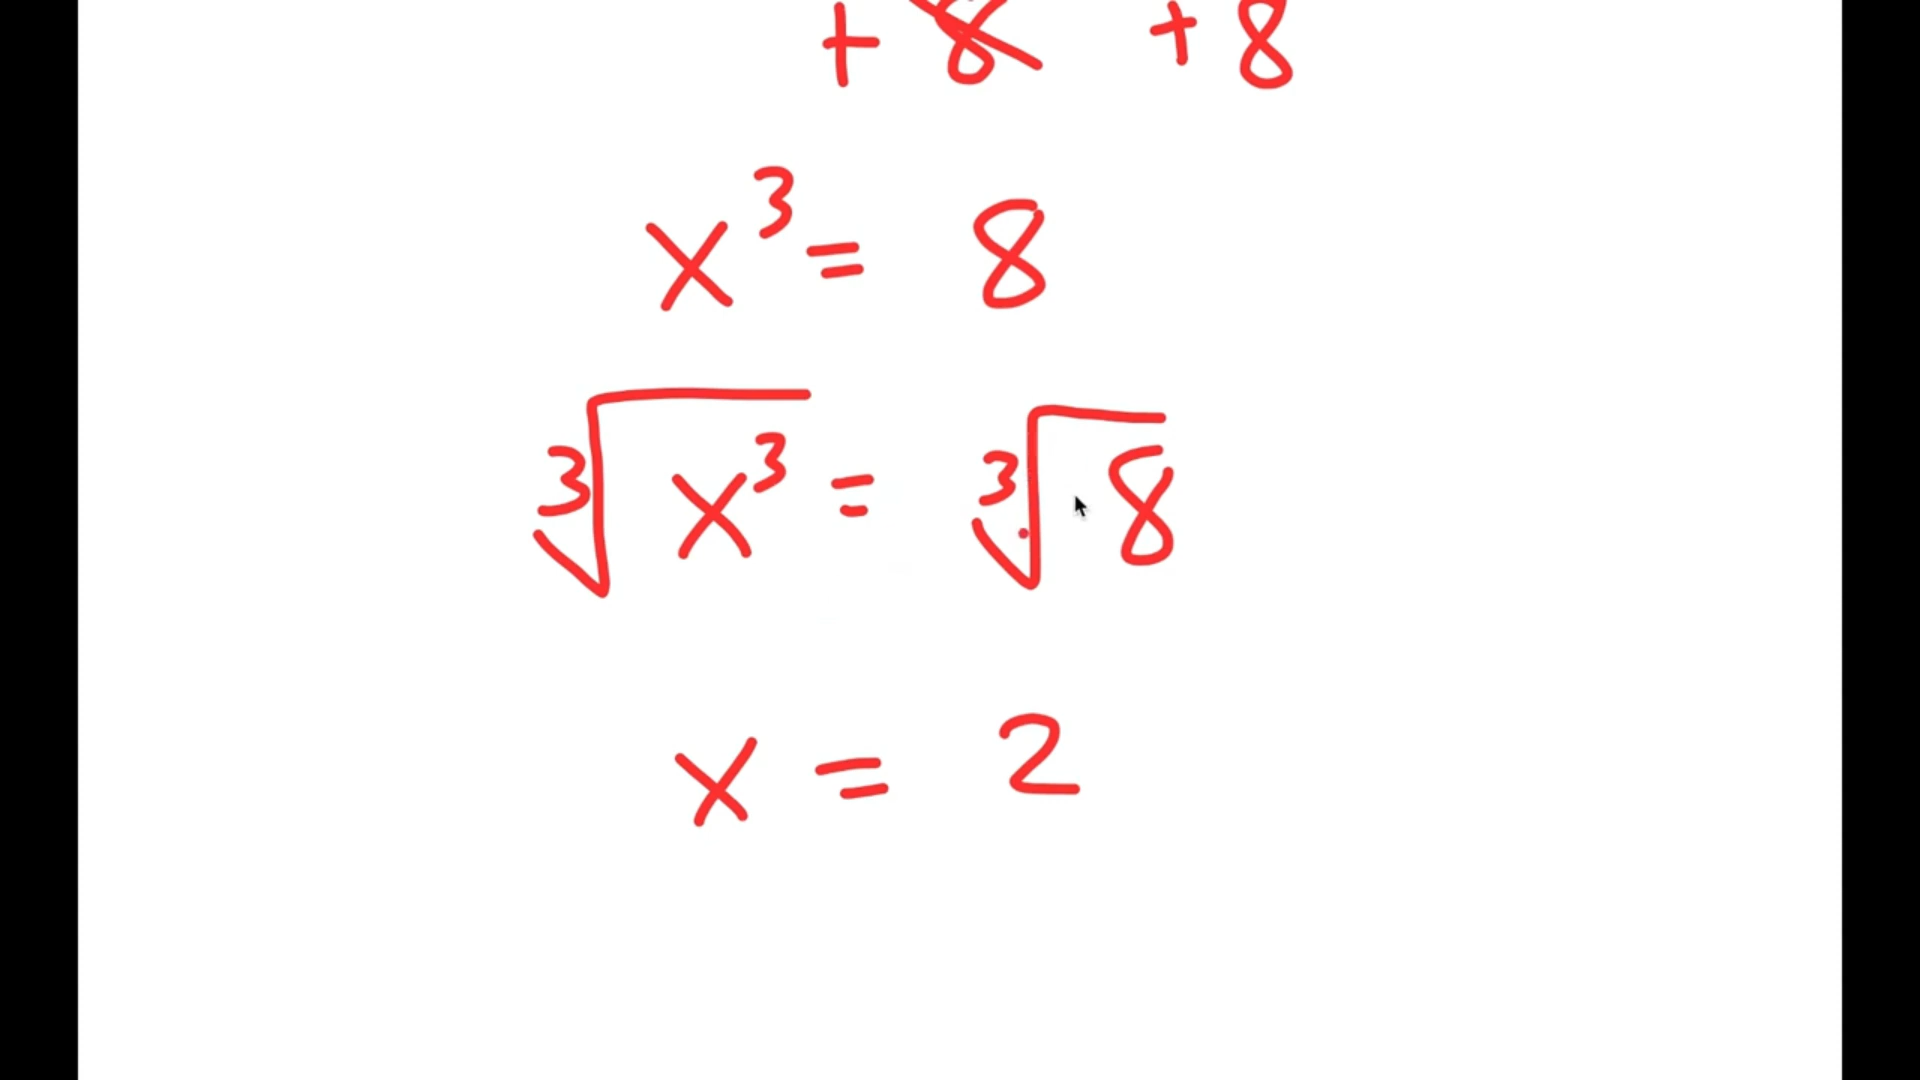 + 8 + 8
x³ = 8
∛x³ = ∛8
x = 2